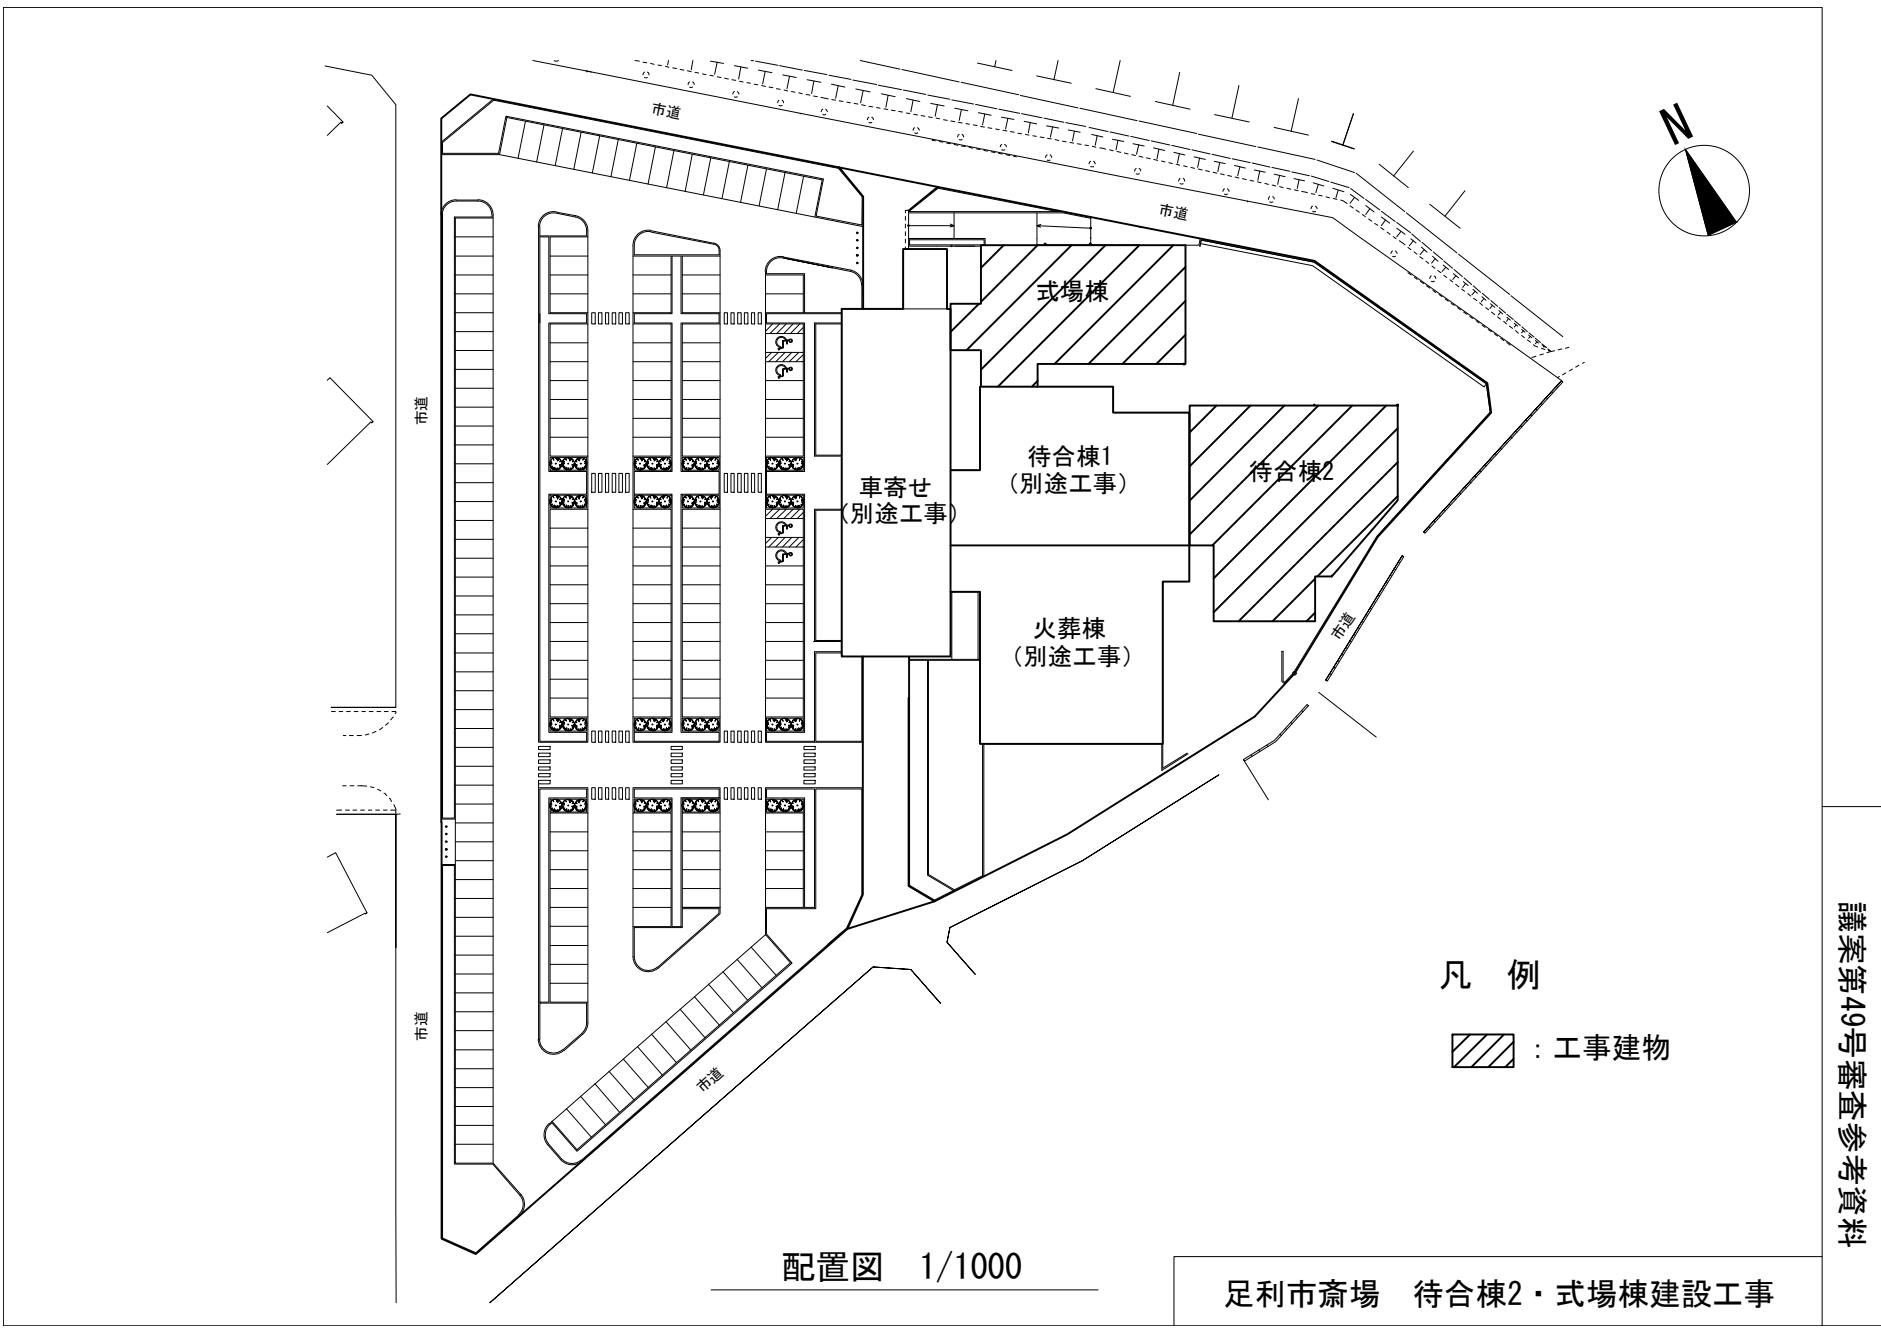 市道
N
市道
式場棟
市道
待合棟1
(別途工事)
待合棟2
車寄せ
(別途工事)
火葬棟
(別途工事)
市道
凡 例
：工事建物
市道
市道
議案第49号審査参考資料
配置図 1/1000
足利市斎場 待合棟2・式場棟建設工事